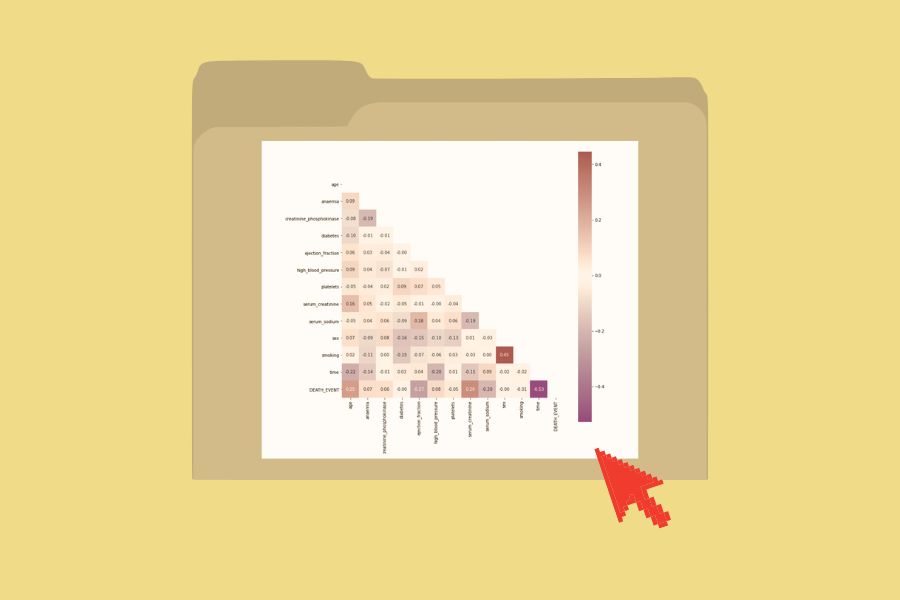 0.4
age
anaemia 0.09
creatinine_phosphokinase -0.08 -0.19
0.2
diabetes -0.10 -0.01 -0.01
ejection_fraction 0.06 0.03 -0.04 -0.00
high_blood_pressure 0.09 0.04 -0.07 -0.01 0.02
0.0
platelets -0.05 -0.04 0.02 0.09 0.07 0.05
serum_creatinine 0.16 0.05 -0.02 -0.05 -0.01 -0.00 -0.04
serum_sodium -0.05 0.04 0.06 -0.09 0.18 0.04 0.06 -0.19
-0.2
sex 0.07 -0.09 0.08 -0.16 -0.15 -0.10 -0.13 0.01 -0.03
smoking 0.02 -0.11 0.00 -0.15 -0.07 -0.06 0.03 -0.03 0.00 0.45
time -0.22 -0.14 -0.01 0.03 0.04 -0.20 0.01 -0.15 0.09 -0.02 -0.02
-0.4
DEATH_EVENT 0.25 0.07 0.06 -0.00 -0.27 0.08 -0.05 0.29 -0.20 -0.00 -0.01 -0.53
age
anaemia
creatinine_phosphokinase
diabetes
ejection_fraction
high_blood_pressure
platelets
serum_creatinine
serum_sodium
sex
smoking
time
DEATH_EVENT